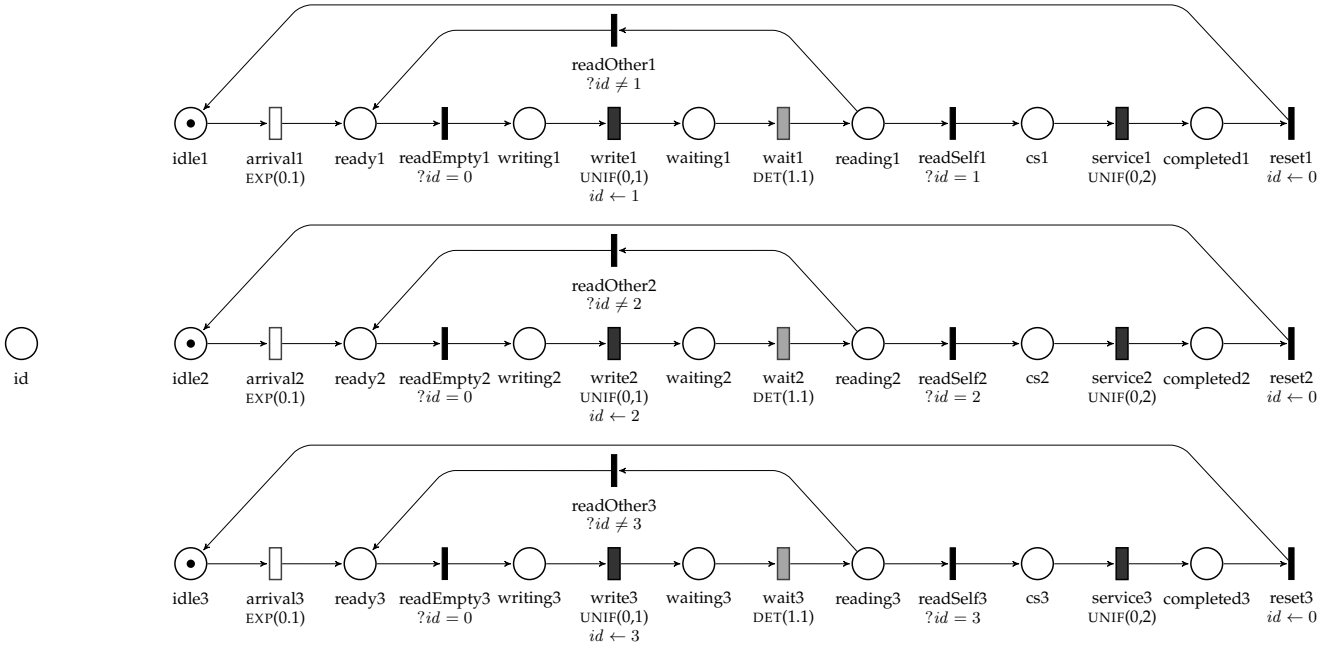 readOther1
?id ≠ 1
idle1 arrival1 ready1 readEmpty1 writing1 write1 waiting1 wait1 reading1 readSelf1 cs1 service1 completed1 reset1
EXP(0.1) ?id = 0 UNIF(0,1) DET(1.1) ?id = 1 UNIF(0,2) id ← 0
id ← 1
readOther2
?id ≠ 2
id idle2 arrival2 ready2 readEmpty2 writing2 write2 waiting2 wait2 reading2 readSelf2 cs2 service2 completed2 reset2
EXP(0.1) ?id = 0 UNIF(0,1) DET(1.1) ?id = 2 UNIF(0,2) id ← 0
id ← 2
readOther3
?id ≠ 3
idle3 arrival3 ready3 readEmpty3 writing3 write3 waiting3 wait3 reading3 readSelf3 cs3 service3 completed3 reset3
EXP(0.1) ?id = 0 UNIF(0,1) DET(1.1) ?id = 3 UNIF(0,2) id ← 0
id ← 3